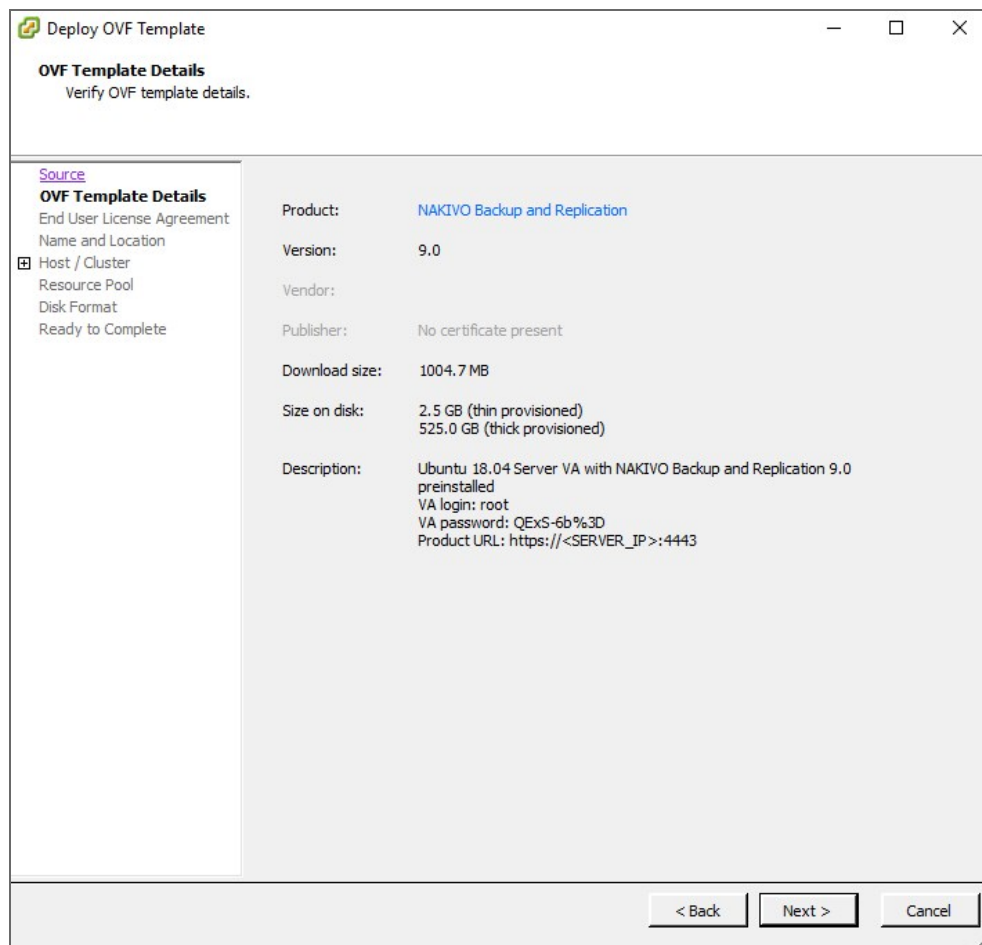 Deploy OVF Template
OVF Template Details
Verify OVF template details.
Source
OVF Template Details
End User License Agreement
Name and Location
Host / Cluster
Resource Pool
Disk Format
Ready to Complete
Product: NAKIVO Backup and Replication
Version: 9.0
Vendor:
Publisher: No certificate present
Download size: 1004.7 MB
Size on disk: 2.5 GB (thin provisioned)
525.0 GB (thick provisioned)
Description: Ubuntu 18.04 Server VA with NAKIVO Backup and Replication 9.0
preinstalled
VA login: root
VA password: QExS-6b%3D
Product URL: https://<SERVER_IP>:4443
< Back Next > Cancel